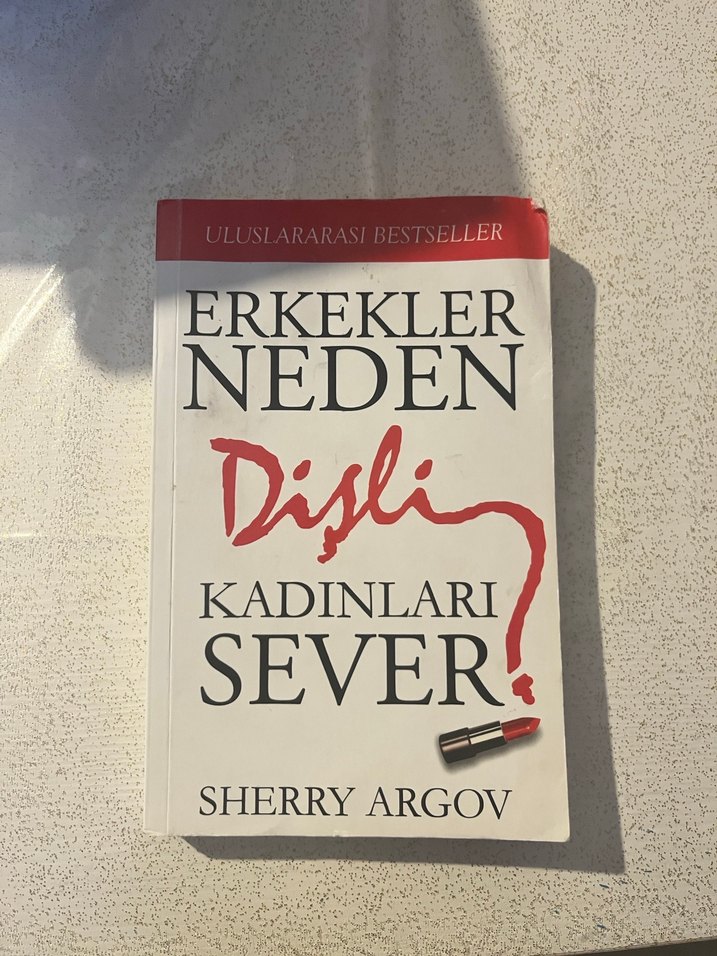 ULUSLARARASI BESTSELLER
ERKEKLER
NEDEN
Dişli?
KADINLARI
SEVER
SHERRY ARGOV